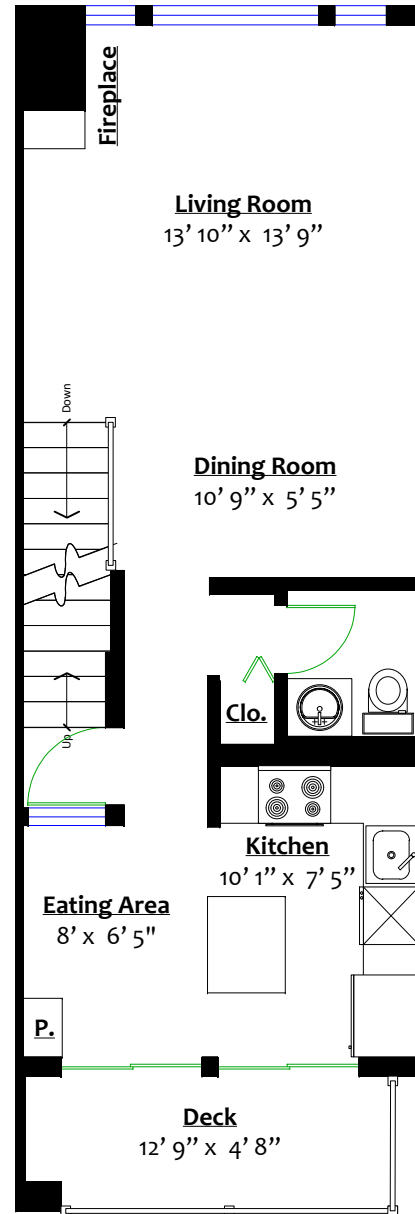 Fireplace
Living Room
13’ 10” x 13’ 9”
Down
Dining Room
10’ 9” x 5’ 5”
Clo.
Up
Kitchen
10’ 1” x 7’ 5”
Eating Area
8’ x 6’ 5"
P.
Deck
12’ 9” x 4’ 8”